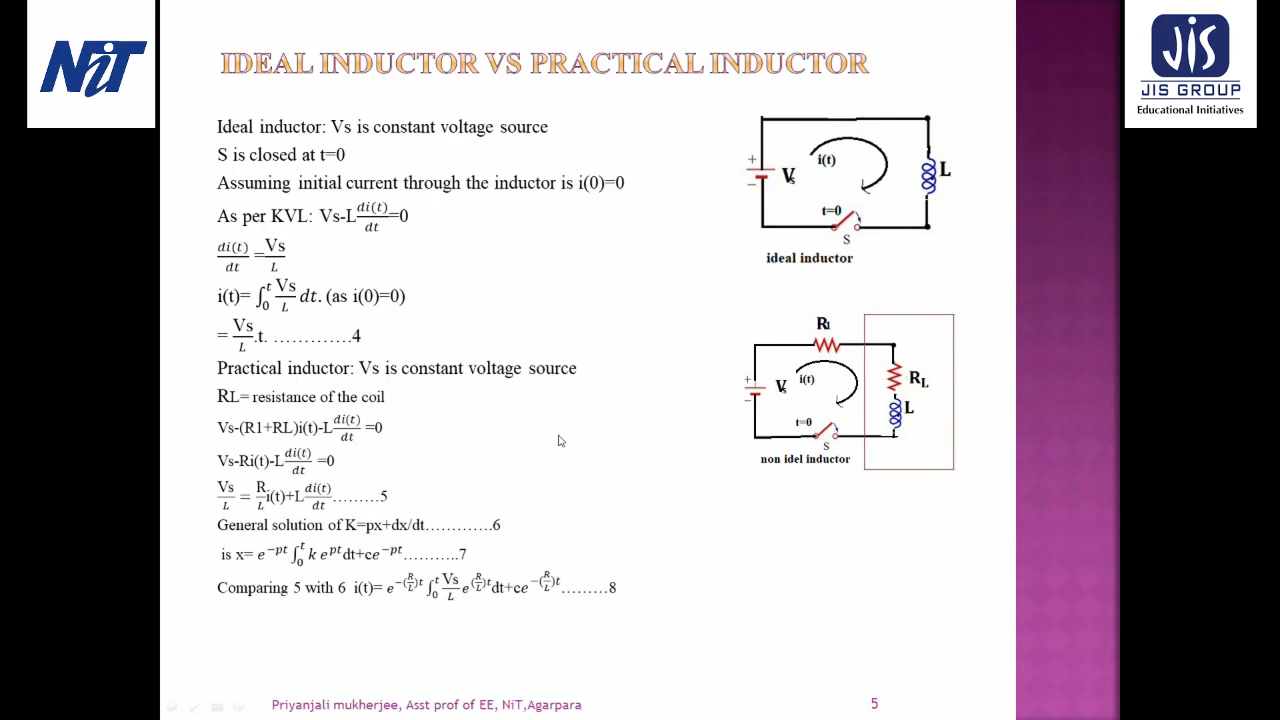 NiT
JIS
JIS GROUP
Educational Initiatives
IDEAL INDUCTOR VS PRACTICAL INDUCTOR
Ideal inductor: Vs is constant voltage source
S is closed at t=0
Assuming initial current through the inductor is i(0)=0
As per KVL: Vs-L di(t)/dt =0
di(t)/dt = Vs/L
i(t)= ∫₀ᵗ Vs/L dt. (as i(0)=0)
= Vs/L .t. ………….4
Practical inductor: Vs is constant voltage source
RL= resistance of the coil
Vs-(R1+RL)i(t)-L di(t)/dt =0
Vs-Ri(t)-L di(t)/dt =0
Vs/L = R/L i(t)+L di(t)/dt ………5
General solution of K=px+dx/dt………….6
is x= e^(-pt) ∫₀ᵗ k e^(pt) dt+ce^(-pt)………..7
Comparing 5 with 6 i(t)= e^(-(R/L)t) ∫₀ᵗ Vs/L e^((R/L)t) dt+ce^(-(R/L)t)………8
+
−
Vs
i(t)
L
t=0
S
ideal inductor
R1
+
−
Vs
i(t)
RL
L
t=0
S
non idel inductor
Priyanjali mukherjee, Asst prof of EE, NiT,Agarpara
5